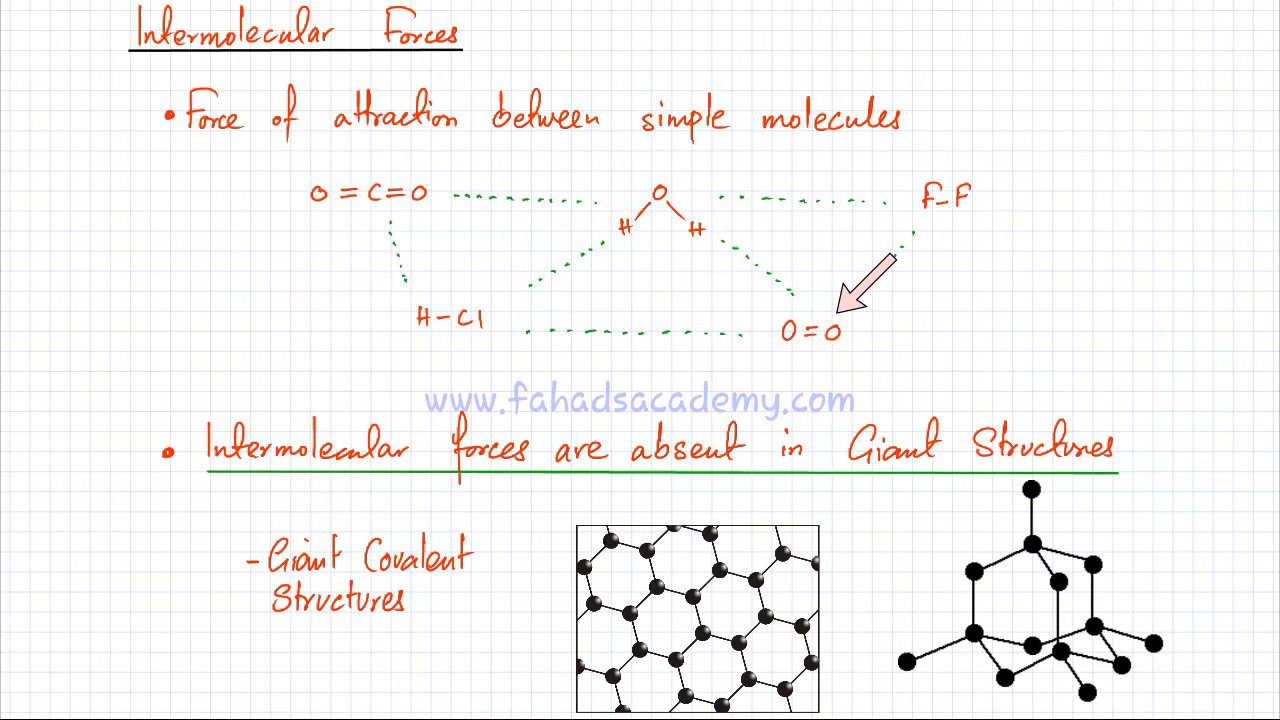 Intermolecular Forces
• Force of attraction between simple molecules
O=C=O
O
F-F
H H
H-Cl
O=O
www.fahadsacademy.com
• Intermolecular forces are absent in Giant Structures
- Giant Covalent
Structures